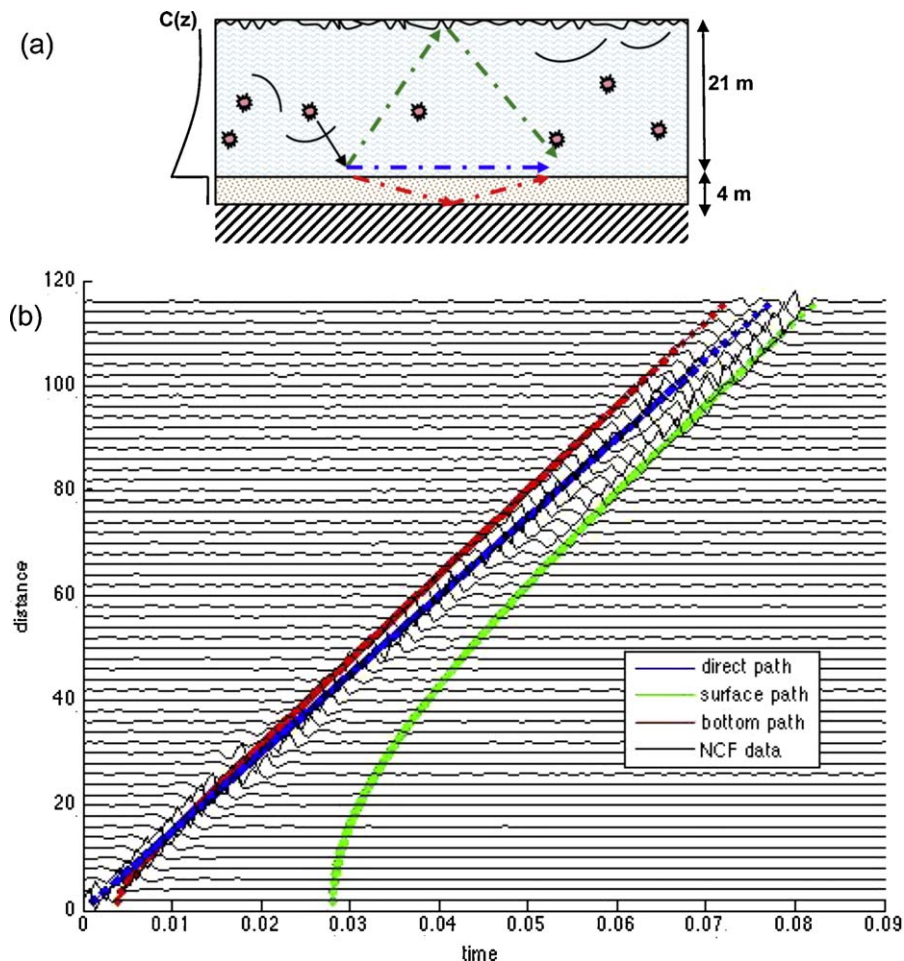 (a)
C(z)
21 m
4 m
(b)
120
100
80
60
40
20
0
distance
direct path
surface path
bottom path
NCF data
0 0.01 0.02 0.03 0.04 0.05 0.06 0.07 0.08 0.09
time